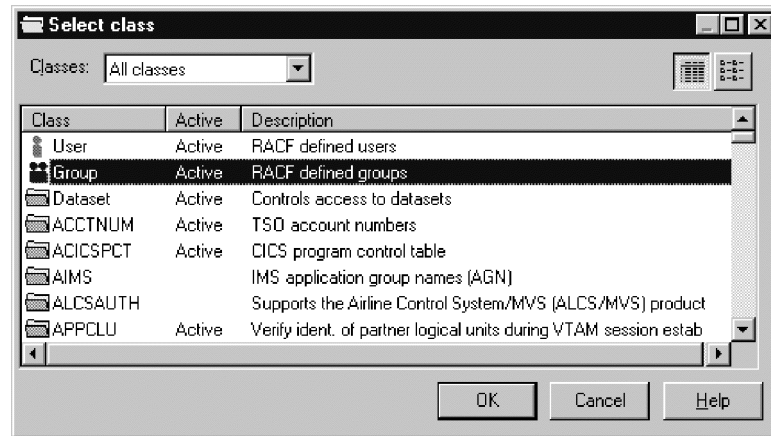 Select class
Classes: All classes
Class Active Description
User Active RACF defined users
Group Active RACF defined groups
Dataset Active Controls access to datasets
ACCTNUM Active TSO account numbers
ACICSPCT Active CICS program control table
AIMS IMS application group names (AGN)
ALCSAUTH Supports the Airline Control System/MVS (ALCS/MVS) product
APPCLU Active Verify ident. of partner logical units during VTAM session estab
OK Cancel Help